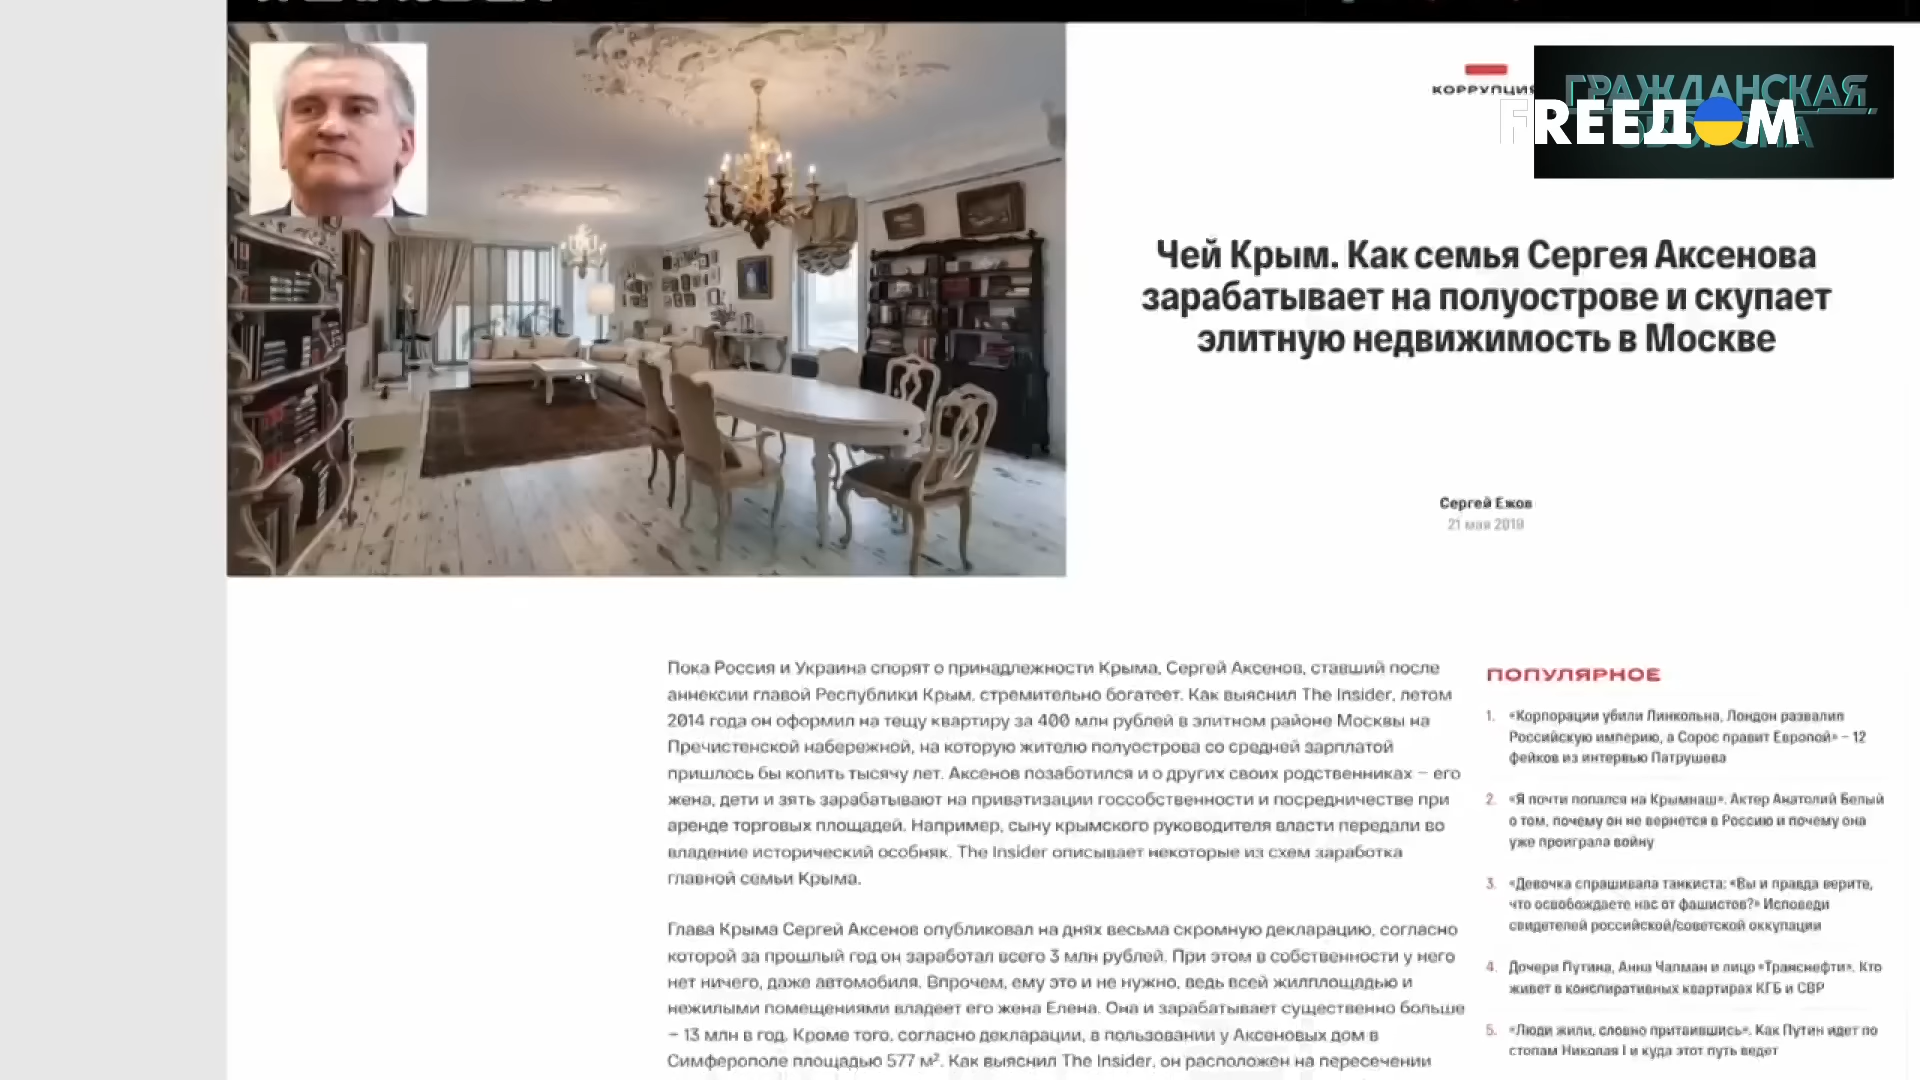 КОРРУПЦИЯ
ГРАЖДАНСКАЯ
ОБОРОНА
FREEДОМ
Чей Крым. Как семья Сергея Аксенова
зарабатывает на полуострове и скупает
элитную недвижимость в Москве
Сергей Ежов
21 мая 2019
Пока Россия и Украина спорят о принадлежности Крыма, Сергей Аксенов, ставший после
аннексии главой Республики Крым, стремительно богатеет. Как выяснил The Insider, летом
2014 года он оформил на тещу квартиру за 400 млн рублей в элитном районе Москвы на
Пречистенской набережной, на которую жителю полуострова со средней зарплатой
пришлось бы копить тысячу лет. Аксенов позаботился и о других своих родственниках – его
жена, дети и зять зарабатывают на приватизации госсобственности и посредничестве при
аренде торговых площадей. Например, сыну крымского руководителя власти передали во
владение исторический особняк. The Insider описывает некоторые из схем заработка
главной семьи Крыма.
Глава Крыма Сергей Аксенов опубликовал на днях весьма скромную декларацию, согласно
которой за прошлый год он заработал всего 3 млн рублей. При этом в собственности у него
нет ничего, даже автомобиля. Впрочем, ему это и не нужно, ведь всей жилплощадью и
нежилыми помещениями владеет его жена Елена. Она и зарабатывает существенно больше
– 13 млн в год. Кроме того, согласно декларации, в пользовании у Аксеновых дом в
Симферополе площадью 577 м². Как выяснил The Insider, он расположен на пересечении
ПОПУЛЯРНОЕ
1. «Корпорации убили Линкольна, Лондон развалил
Российскую империю, а Сорос правит Европой» – 12
фейков из интервью Патрушева
2. «Я почти попался на Крымнаш». Актер Анатолий Белый
о том, почему он не вернется в Россию и почему она
уже проиграла войну
3. «Девочка спрашивала танкиста: «Вы и правда верите,
что освобождаете нас от фашистов?» Исповеди
свидетелей российской/советской оккупации
4. Дочери Путина, Анна Чапман и лицо «Транснефти». Кто
живет в конспиративных квартирах КГБ и СВР
5. «Люди жили, словно притаившись». Как Путин идет по
стопам Николая I и куда этот путь ведет